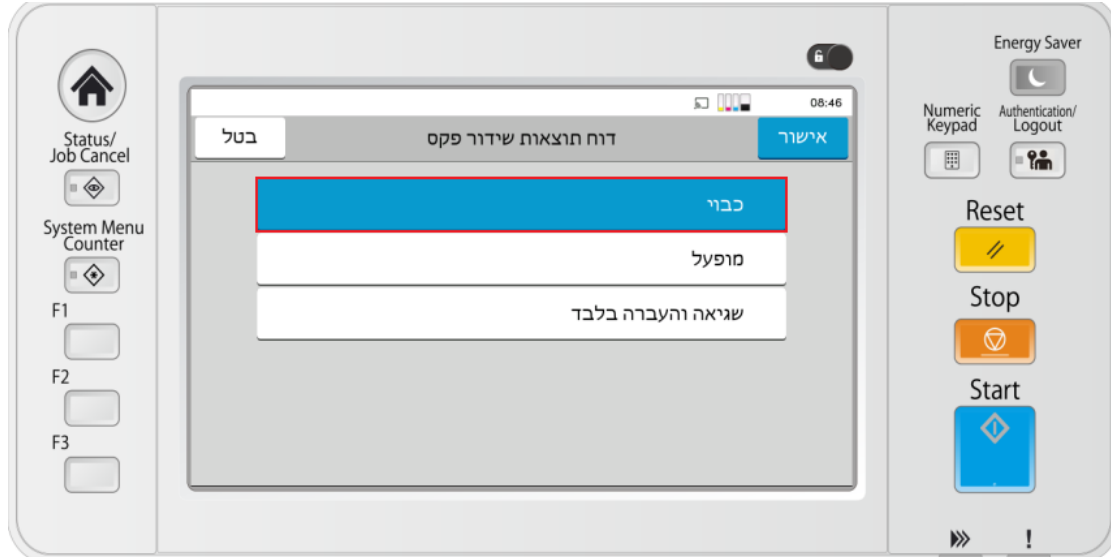 Energy Saver
08:46
Numeric
Keypad
Authentication/
Logout
Status/
Job Cancel
אישור
דוח תוצאות שידור פקס
בטל
כבוי
Reset
System Menu
Counter
מופעל
Stop
F1
שגיאה והעברה בלבד
F2
Start
F3
!